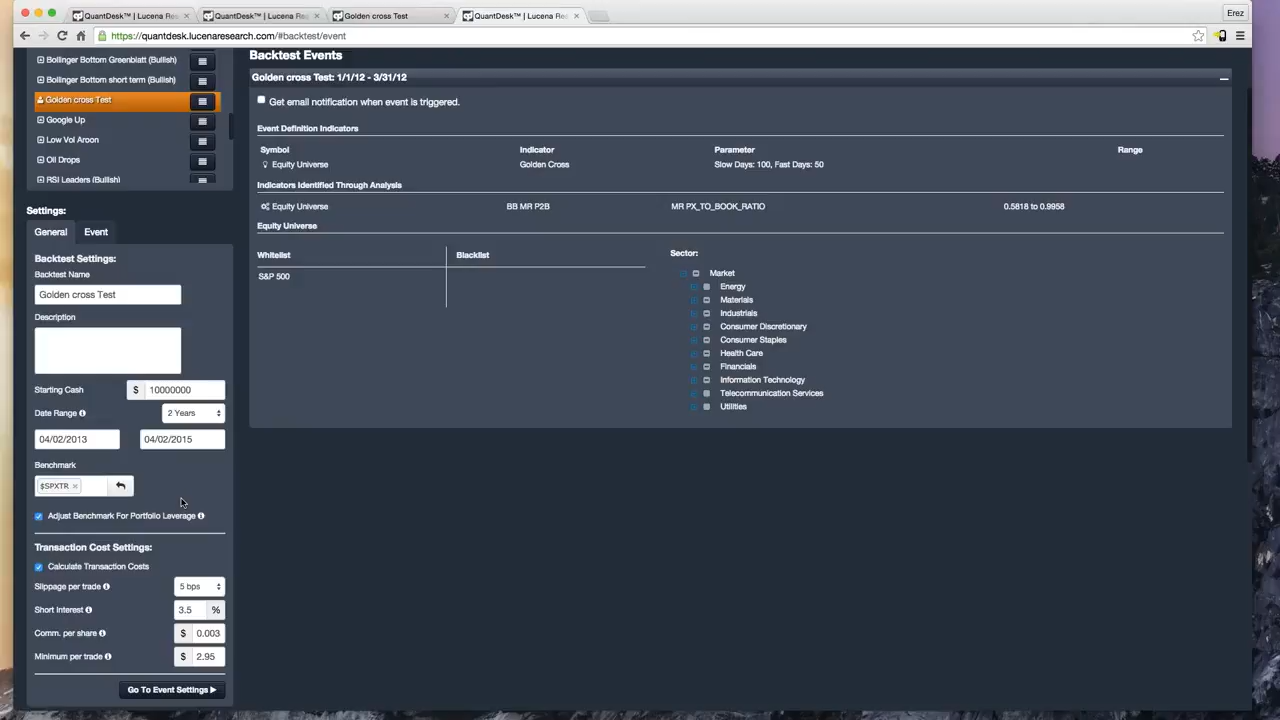 QuantDesk™ | Lucena Res
QuantDesk™ | Lucena Res
Golden cross Test
QuantDesk™ | Lucena Res
Erez
https://quantdesk.lucenaresearch.com/#backtest/event
Bollinger Bottom Greenblatt (Bullish)
Bollinger Bottom short term (Bullish)
Golden cross Test
Google Up
Low Vol Aroon
Oil Drops
RSI Leaders (Bullish)
Settings:
General
Event
Backtest Settings:
Backtest Name
Golden cross Test
Description
Starting Cash
$ 10000000
Date Range
2 Years
04/02/2013
04/02/2015
Benchmark
$SPXTR ×
Adjust Benchmark For Portfolio Leverage
Transaction Cost Settings:
Calculate Transaction Costs
Slippage per trade
5 bps
Short Interest
3.5 %
Comm. per share
$ 0.003
Minimum per trade
$ 2.95
Go To Event Settings
Backtest Events
Golden cross Test: 1/1/12 - 3/31/12
Get email notification when event is triggered.
Event Definition Indicators
Symbol Indicator Parameter Range
Equity Universe Golden Cross Slow Days: 100, Fast Days: 50
Indicators Identified Through Analysis
Equity Universe BB MR P2B MR PX_TO_BOOK_RATIO 0.5818 to 0.9958
Equity Universe
Whitelist
Blacklist
S&P 500
Sector:
Market
Energy
Materials
Industrials
Consumer Discretionary
Consumer Staples
Health Care
Financials
Information Technology
Telecommunication Services
Utilities